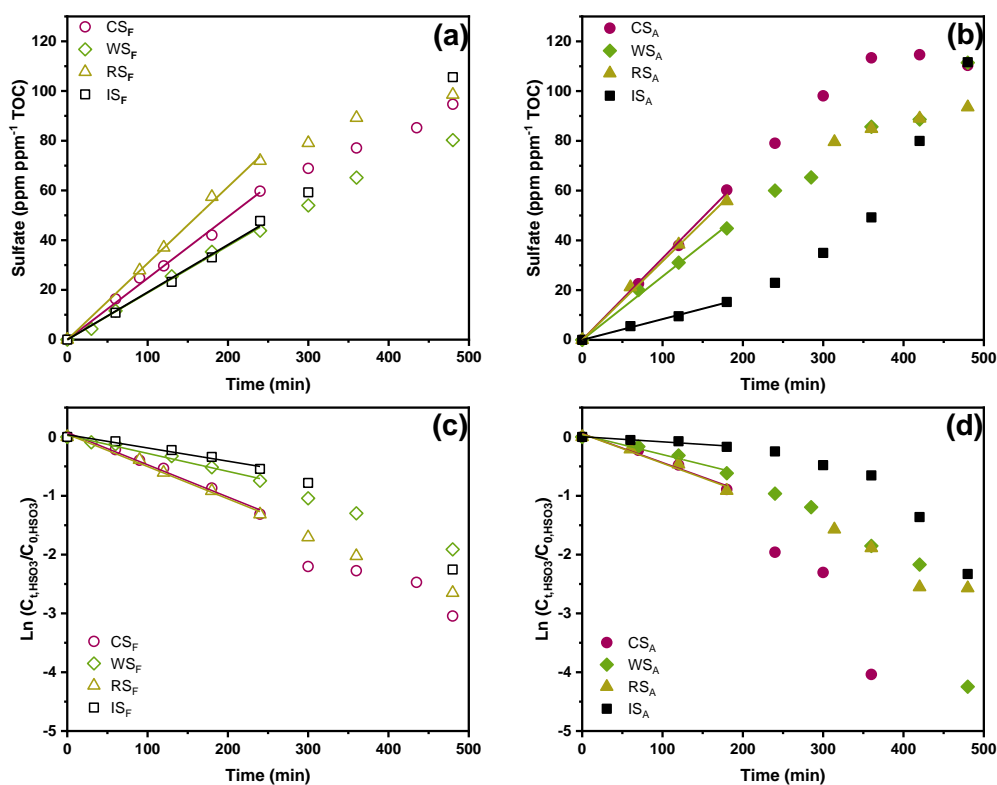 (a)
CS_F
WS_F
RS_F
IS_F
Sulfate (ppm ppm⁻¹ TOC)
120
100
80
60
40
20
0
0 100 200 300 400 500
Time (min)
(b)
CS_A
WS_A
RS_A
IS_A
Sulfate (ppm ppm⁻¹ TOC)
120
100
80
60
40
20
0
0 100 200 300 400 500
Time (min)
(c)
Ln (C_t,HSO3/C_0,HSO3)
0
-1
-2
-3
-4
-5
CS_F
WS_F
RS_F
IS_F
0 100 200 300 400 500
Time (min)
(d)
Ln (C_t,HSO3/C_0,HSO3)
0
-1
-2
-3
-4
-5
CS_A
WS_A
RS_A
IS_A
0 100 200 300 400 500
Time (min)